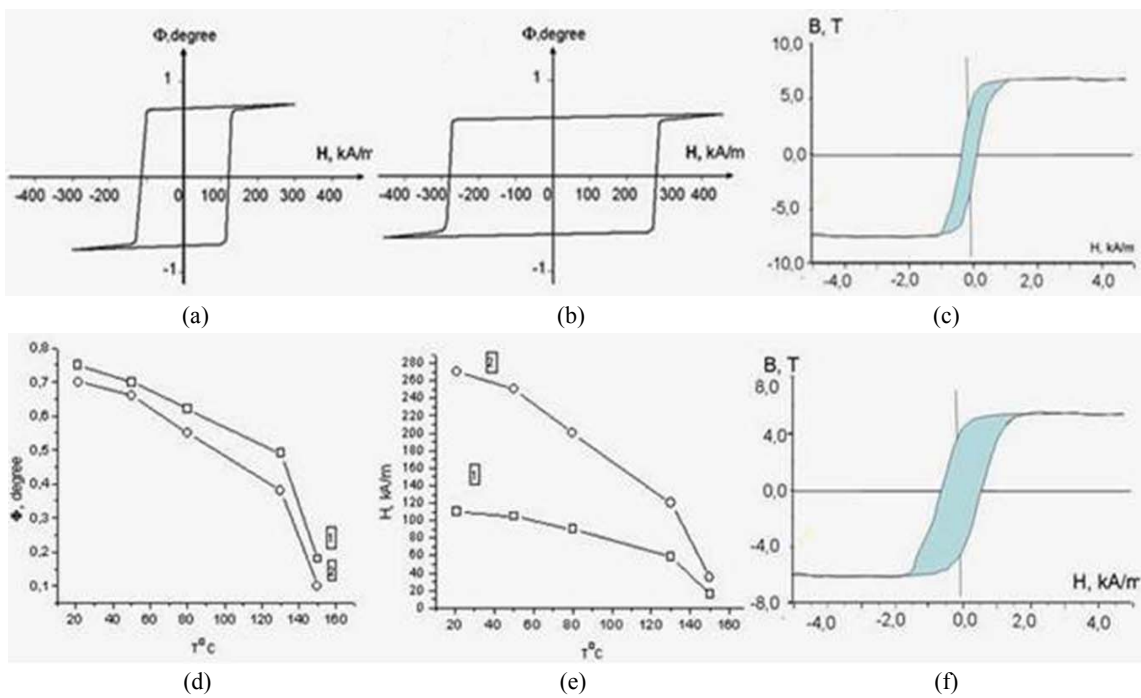 Φ,degree
1
H, kA/m
-400 -300 -200 -100 0 100 200 300 400
-1
(a)
Φ,degree
1
H, kA/m
-400 -300 -200 -100 0 100 200 300 400
-1
(b)
B, T
10,0
5,0
0,0
-5,0
-10,0
H, kA/m
-4,0 -2,0 0,0 2,0 4,0
(c)
0,8
0,7
0,6
0,5
0,4
0,3
0,2
0,1
Φ, degree
20 40 60 80 100 120 140 160
T°C
1
2
(d)
280
260
240
220
200
180
160
140
120
100
80
60
40
20
0
H, kA/m
20 40 60 80 100 120 140 160
T°C
2
1
(e)
B, T
8,0
4,0
0,0
-4,0
-8,0
H, kA/m
-4,0 -2,0 0,0 2,0 4,0
(f)